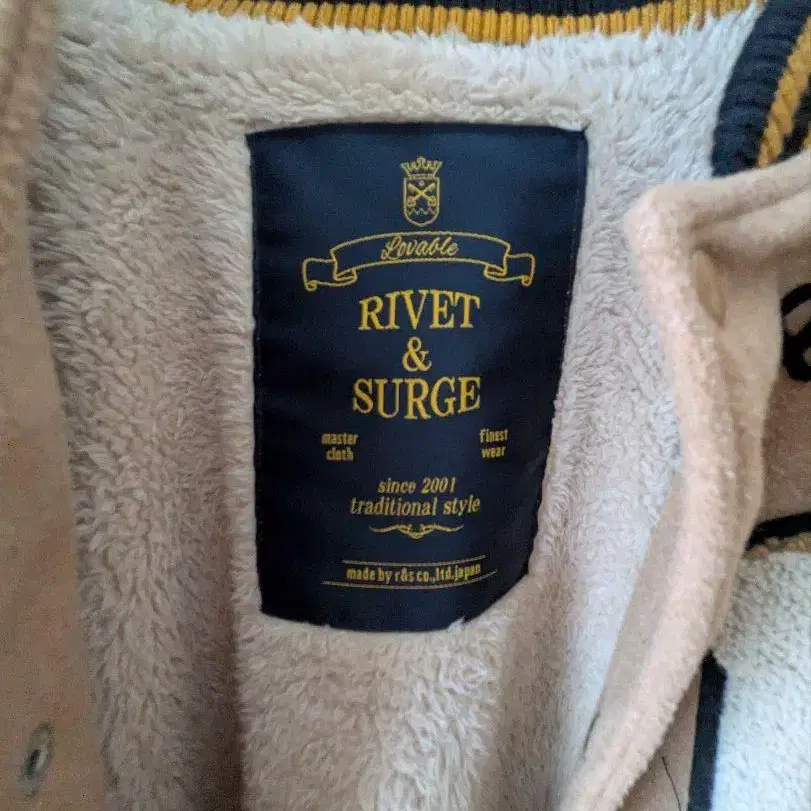 Lovable
RIVET
&
SURGE
master cloth
finest wear
since 2001
traditional style
made by r&s co.,ltd.japan